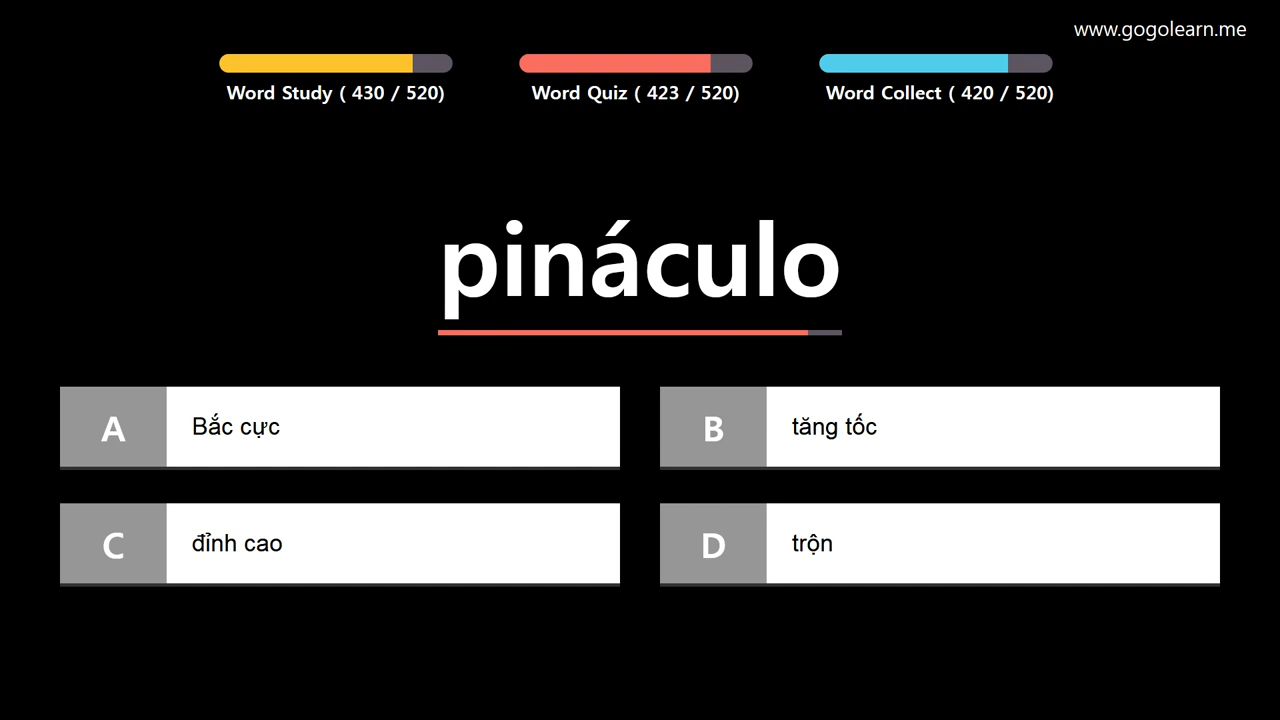 www.gogolearn.me
Word Study ( 430 / 520)
Word Quiz ( 423 / 520)
Word Collect ( 420 / 520)
pináculo
A Bắc cực
B tăng tốc
C đỉnh cao
D trộn